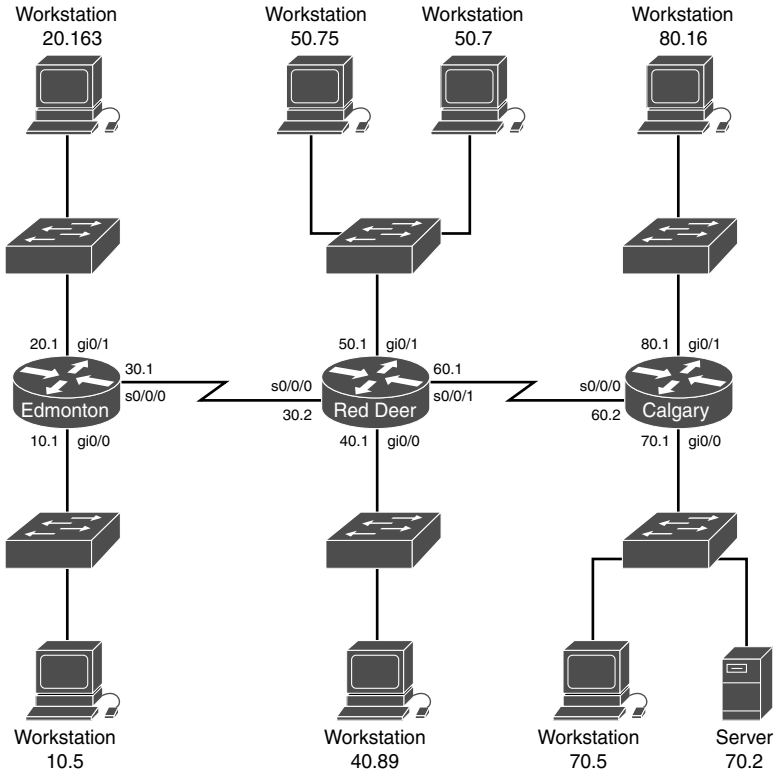 Workstation
20.163
Workstation
50.75
Workstation
50.7
Workstation
80.16
20.1 gi0/1
50.1 gi0/1
80.1 gi0/1
30.1
s0/0/0
Edmonton
s0/0/0
30.2
Red Deer
60.1
s0/0/1
s0/0/0
60.2
Calgary
10.1 gi0/0
40.1 gi0/0
70.1 gi0/0
Workstation
10.5
Workstation
40.89
Workstation
70.5
Server
70.2